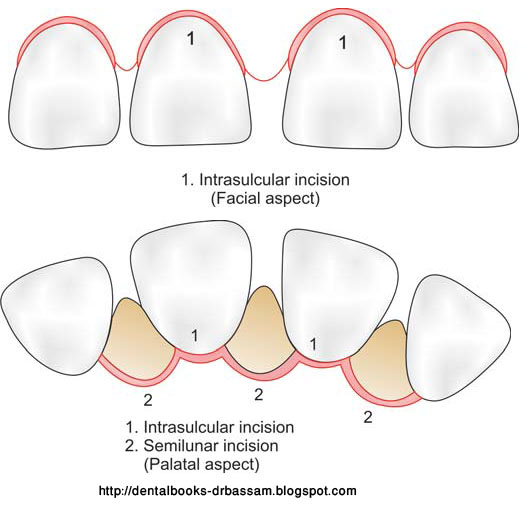 1 1
1. Intrasulcular incision
(Facial aspect)
1 1
2 2 2
1. Intrasulcular incision
2. Semilunar incision
(Palatal aspect)
http://dentalbooks-drbassam.blogspot.com